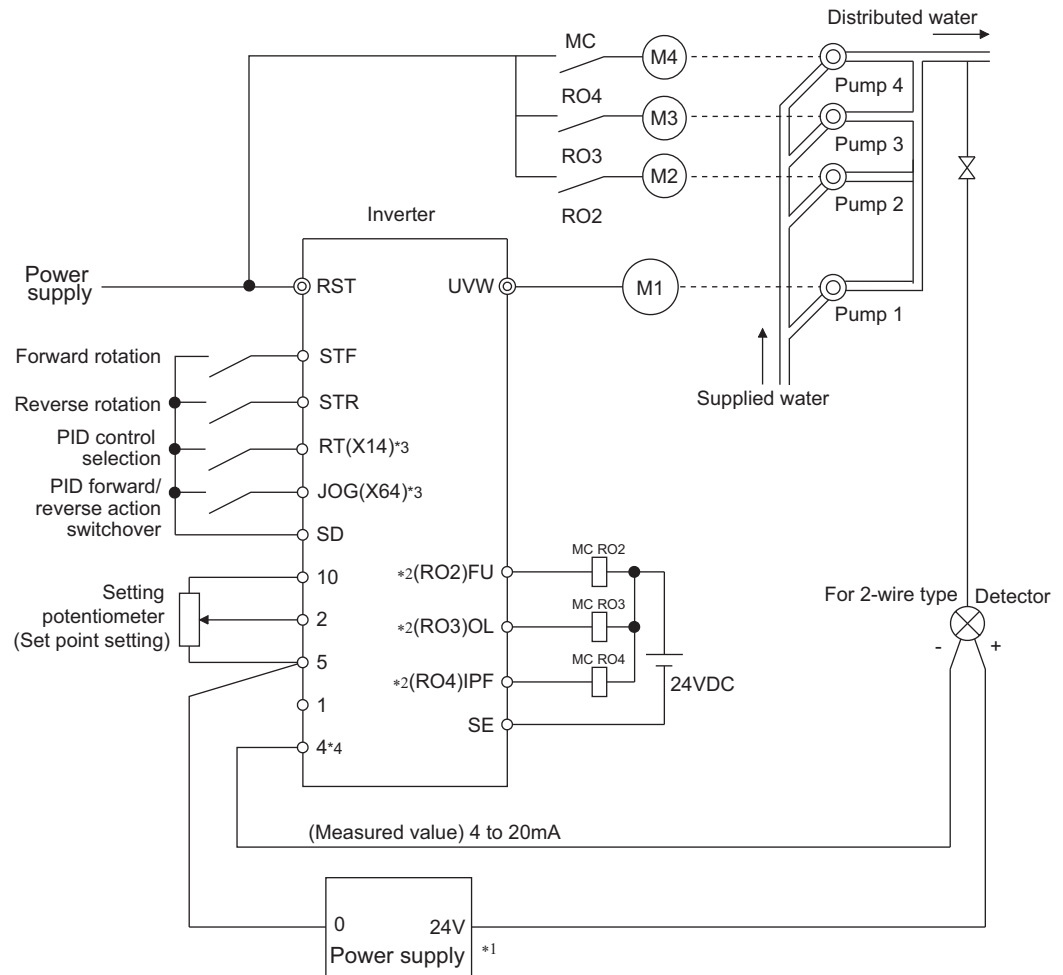 Distributed water
MC
M4
Pump 4
RO4
M3
Pump 3
RO3
M2
Pump 2
RO2
Inverter
Power
supply
RST
UVW
M1
Pump 1
Forward rotation
STF
Supplied water
Reverse rotation
STR
PID control
selection
RT(X14)*3
PID forward/
reverse action
switchover
JOG(X64)*3
SD
Setting
potentiometer
(Set point setting)
10
2
5
1
4*4
*2(RO2)FU
MC RO2
*2(RO3)OL
MC RO3
*2(RO4)IPF
MC RO4
SE
24VDC
For 2-wire type
Detector
-
+
(Measured value) 4 to 20mA
0
24V
Power supply
*1